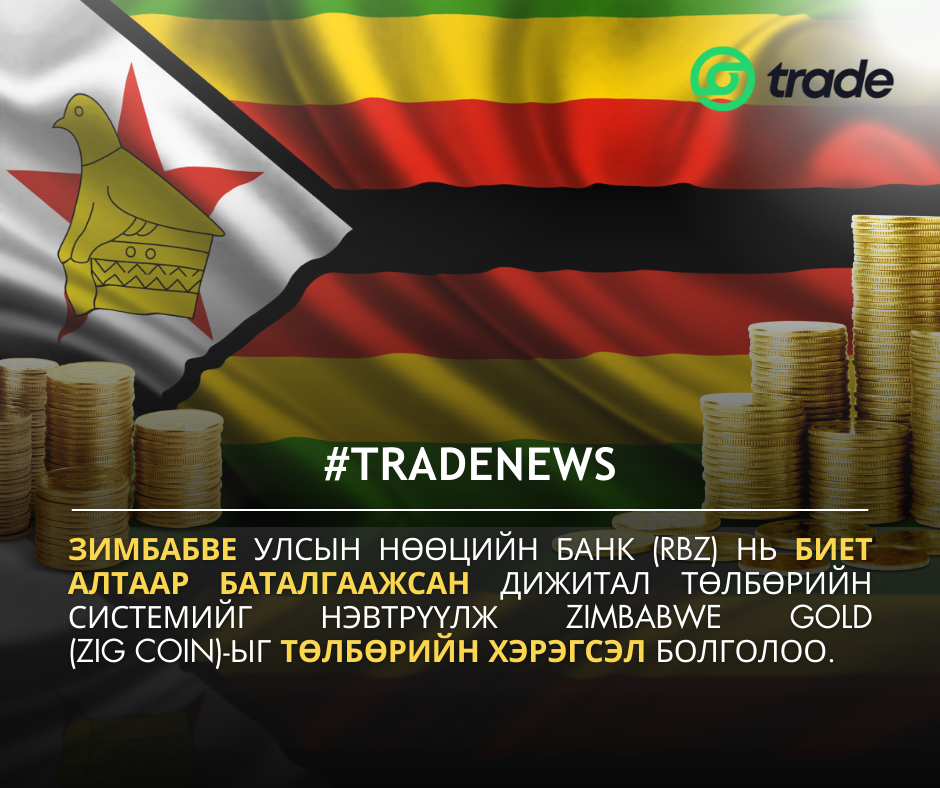 trade
#TRADENEWS
ЗИМБАБВЕ УЛСЫН НӨӨЦИЙН БАНК (RBZ) НЬ БИЕТ
АЛТААР БАТАЛГААЖСАН ДИЖИТАЛ ТӨЛБӨРИЙН
СИСТЕМИЙГ НЭВТРҮҮЛЖ ZIMBABWE GOLD
(ZIG COIN)-ЫГ ТӨЛБӨРИЙН ХЭРЭГСЭЛ БОЛГОЛОО.